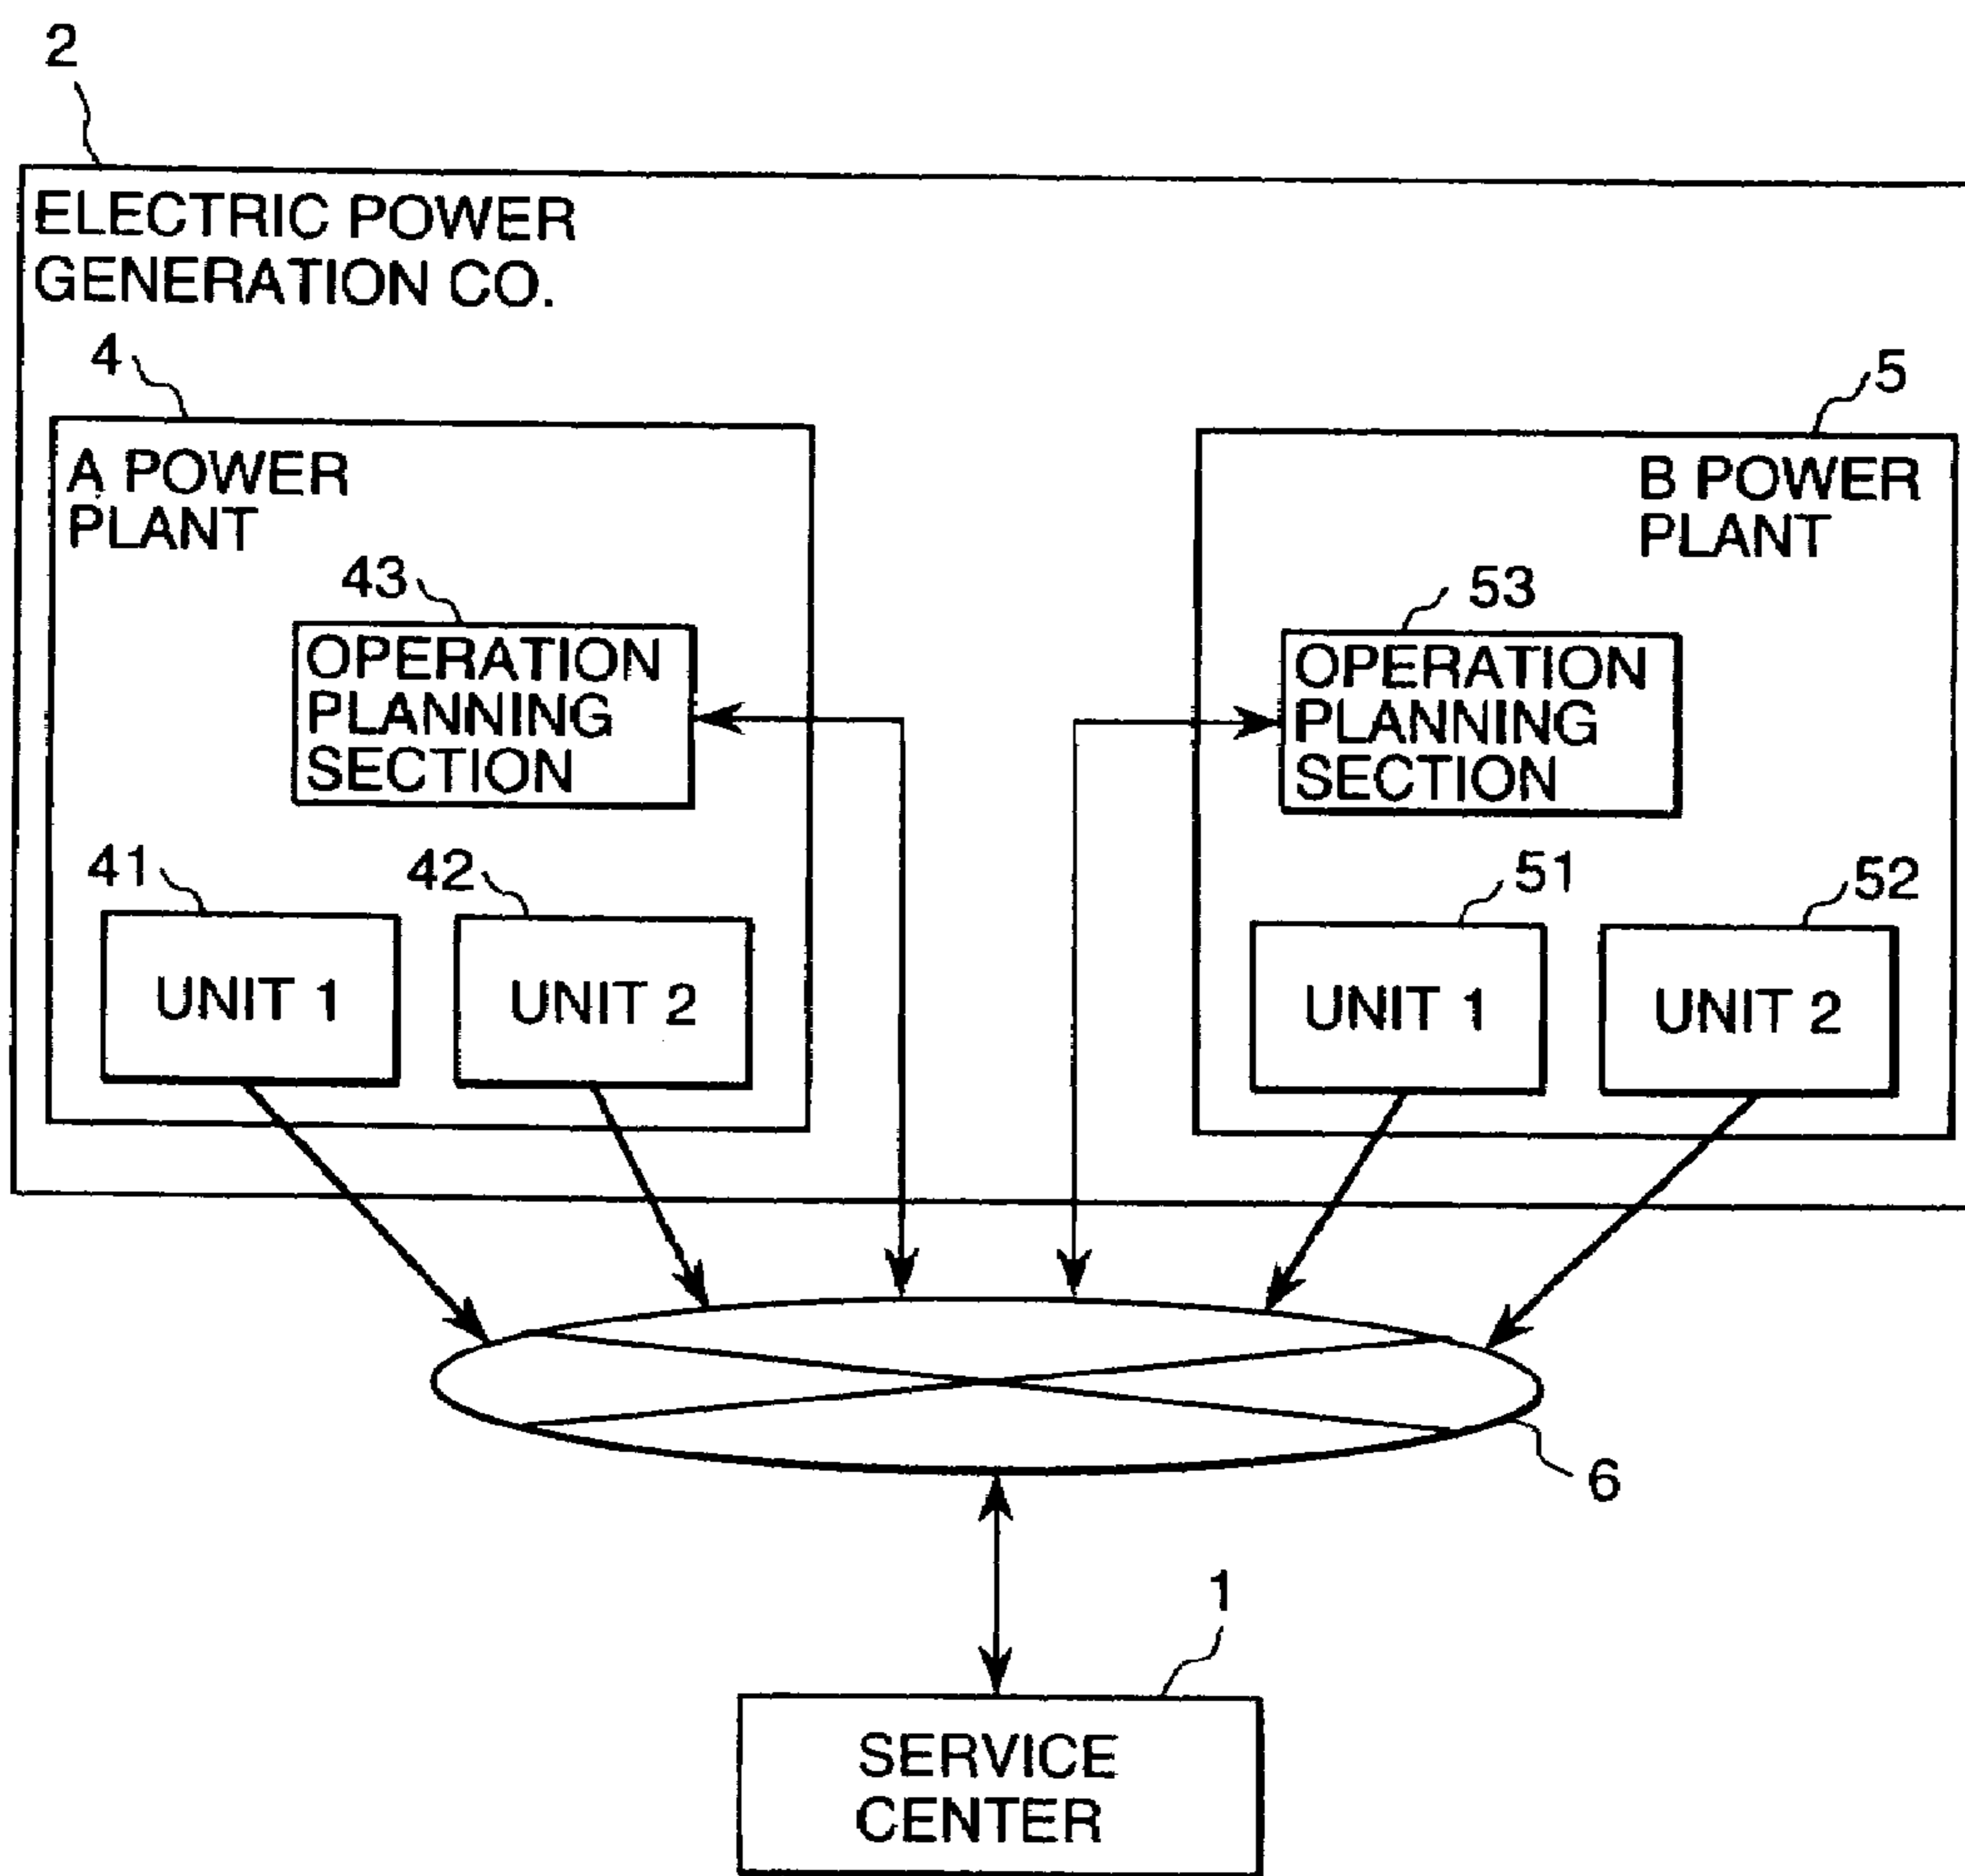 2
ELECTRIC POWER
GENERATION CO.
4
5
A POWER
PLANT
B POWER
PLANT
43
OPERATION
PLANNING
SECTION
53
OPERATION
PLANNING
SECTION
41
42
UNIT 1
UNIT 2
51
52
UNIT 1
UNIT 2
6
1
SERVICE
CENTER